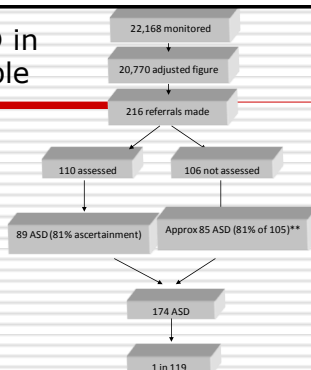 in
ple
22,168 monitored
20,770 adjusted figure
216 referrals made
110 assessed
106 not assessed
89 ASD (81% ascertainment)
Approx 85 ASD (81% of 105)**
174 ASD
1 in 119